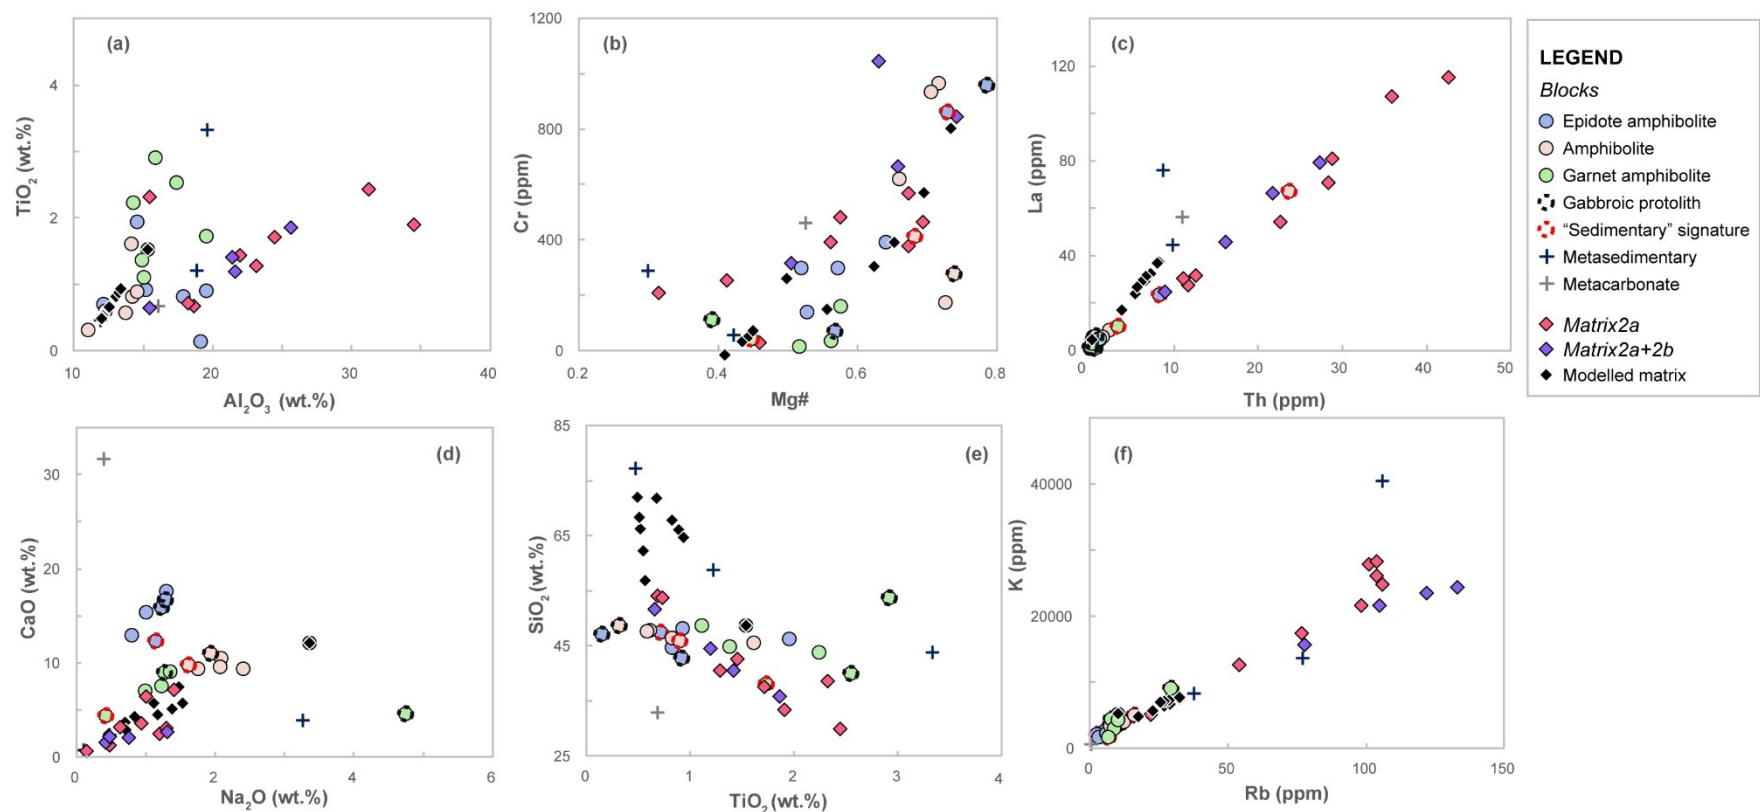 (a)
TiO2 (wt.%)
4
2
0
10
20
30
40
Al2O3 (wt.%)
(b)
Cr (ppm)
1200
800
400
0
0.2
0.4
0.6
0.8
Mg#
(c)
La (ppm)
120
80
40
0
0
10
20
30
40
50
Th (ppm)
LEGEND
Blocks
Epidote amphibolite
Amphibolite
Garnet amphibolite
Gabbroic protolith
“Sedimentary” signature
Metasedimentary
Metacarbonate
Matrix2a
Matrix2a+2b
Modelled matrix
(d)
CaO (wt.%)
30
20
10
0
0
2
4
6
Na2O (wt.%)
(e)
SiO2 (wt.%)
85
65
45
25
0
1
2
3
4
TiO2 (wt.%)
(f)
K (ppm)
40000
20000
0
0
50
100
150
Rb (ppm)